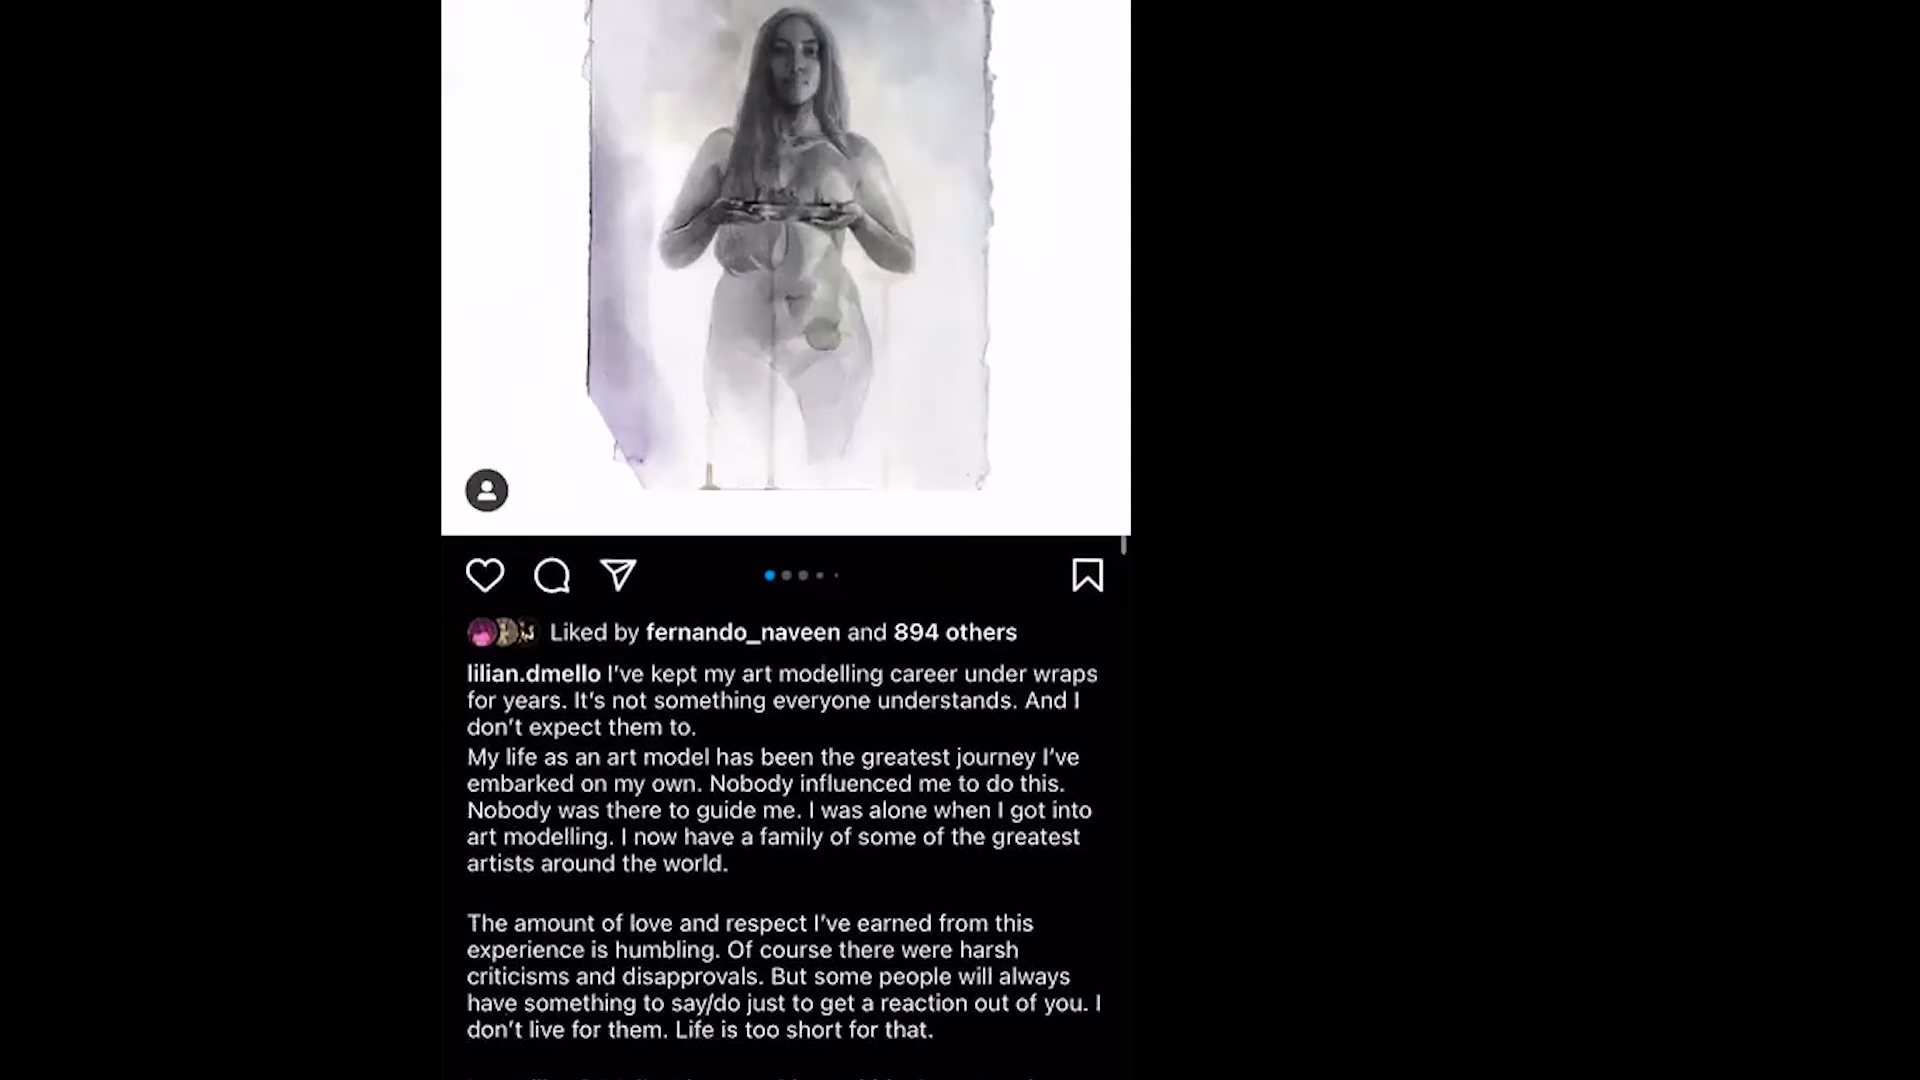 Liked by fernando_naveen and 894 others
lilian.dmello I've kept my art modelling career under wraps
for years. It's not something everyone understands. And I
don't expect them to.
My life as an art model has been the greatest journey I've
embarked on my own. Nobody influenced me to do this.
Nobody was there to guide me. I was alone when I got into
art modelling. I now have a family of some of the greatest
artists around the world.
The amount of love and respect I've earned from this
experience is humbling. Of course there were harsh
criticisms and disapprovals. But some people will always
have something to say/do just to get a reaction out of you. I
don't live for them. Life is too short for that.